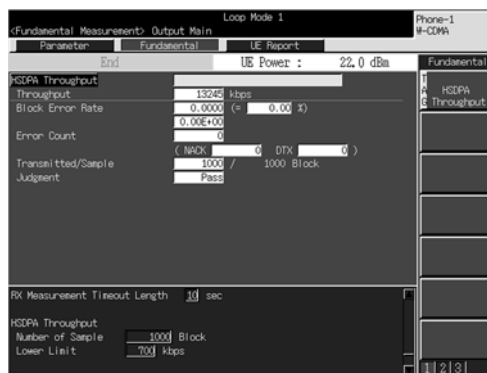 Loop Mode 1
Phone-1
<Fundamental Measurement> Output Main
W-CDMA
Parameter Fundamental UE Report
End UE Power : 22.0 dBm
Fundamental
HSDPA Throughput
TAG HSDPA Throughput
Throughput 13245 kbps
Block Error Rate 0.0000 (= 0.00 %)
0.00E+00
Error Count 0
( NACK 0 DTX 0 )
Transmitted/Sample 1000 / 1000 Block
Judgment Pass
RX Measurement Timeout Length 10 sec
HSDPA Throughput
Number of Sample 1000 Block
Lower Limit 700 kbps
1 2 3